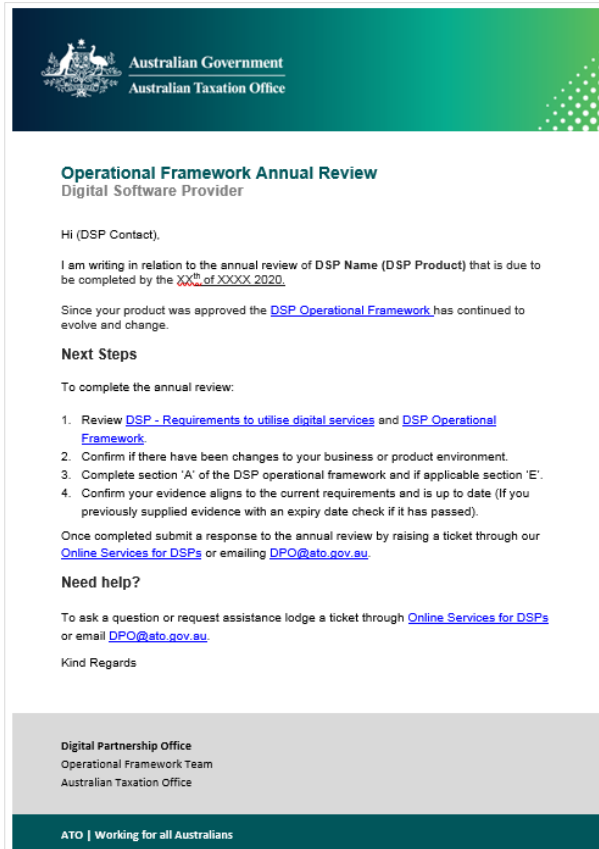 Australian Government
Australian Taxation Office
Operational Framework Annual Review
Digital Software Provider
Hi (DSP Contact),
I am writing in relation to the annual review of DSP Name (DSP Product) that is due to
be completed by the XXth of XXXX 2020.
Since your product was approved the DSP Operational Framework has continued to
evolve and change.
Next Steps
To complete the annual review:
1. Review DSP - Requirements to utilise digital services and DSP Operational
Framework.
2. Confirm if there have been changes to your business or product environment.
3. Complete section 'A' of the DSP operational framework and if applicable section 'E'.
4. Confirm your evidence aligns to the current requirements and is up to date (If you
previously supplied evidence with an expiry date check if it has passed).
Once completed submit a response to the annual review by raising a ticket through our
Online Services for DSPs or emailing DPO@ato.gov.au.
Need help?
To ask a question or request assistance lodge a ticket through Online Services for DSPs
or email DPO@ato.gov.au.
Kind Regards
Digital Partnership Office
Operational Framework Team
Australian Taxation Office
ATO | Working for all Australians